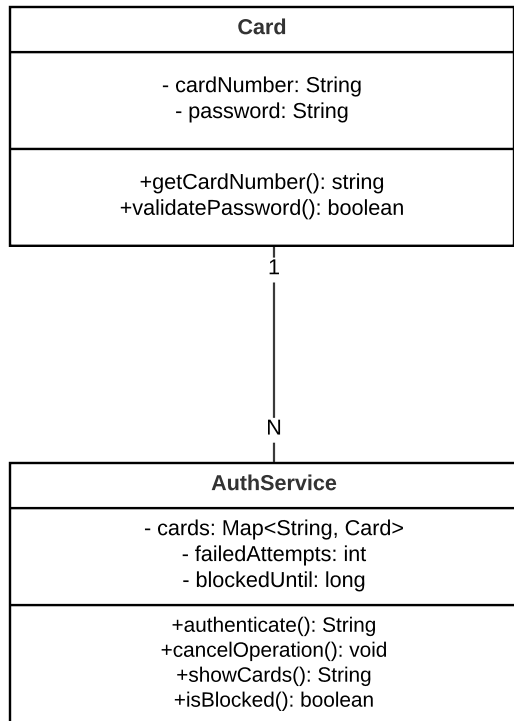 Card
- cardNumber: String
- password: String
+getCardNumber(): string
+validatePassword(): boolean
1
N
AuthService
- cards: Map<String, Card>
- failedAttempts: int
- blockedUntil: long
+authenticate(): String
+cancelOperation(): void
+showCards(): String
+isBlocked(): boolean